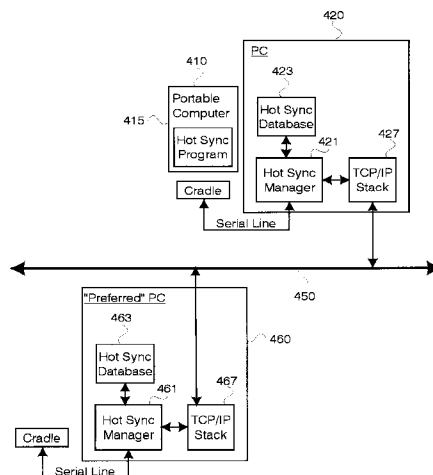 420
PC
410
423
Portable
Computer
415
427
Hot Sync
Database
421
Hot Sync
Program
Hot Sync
Manager
TCP/IP
Stack
Cradle
Serial Line
450
"Preferred" PC
463
460
Hot Sync
Database
461
467
Hot Sync
Manager
TCP/IP
Stack
Cradle
Serial Line